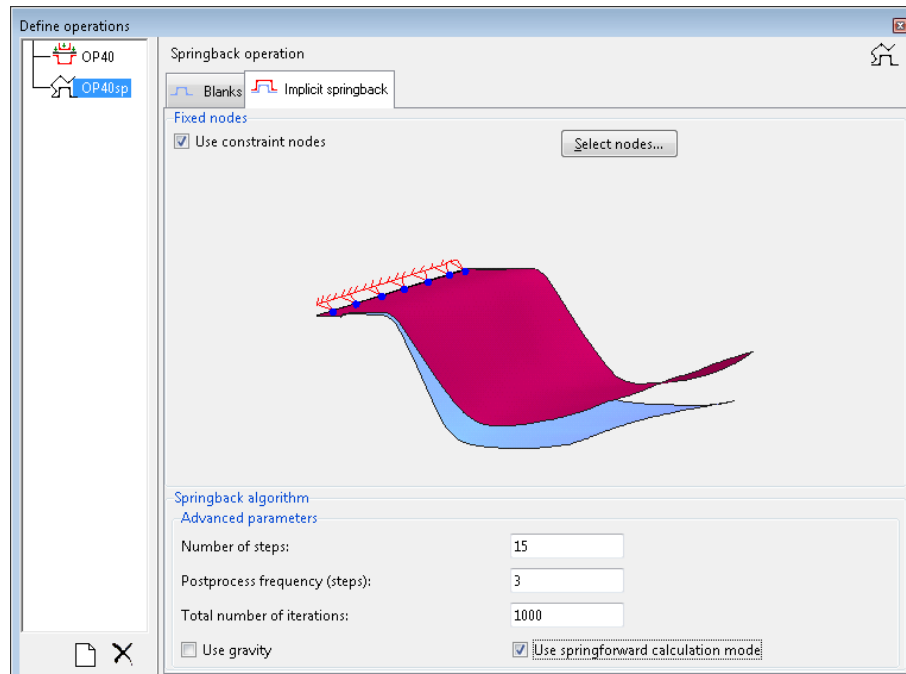 Define operations
OP40
OP40sp
Springback operation
Blanks
Implicit springback
Fixed nodes
Use constraint nodes
Select nodes...
Springback algorithm
Advanced parameters
Number of steps:
15
Postprocess frequency (steps):
3
Total number of iterations:
1000
Use gravity
Use springforward calculation mode